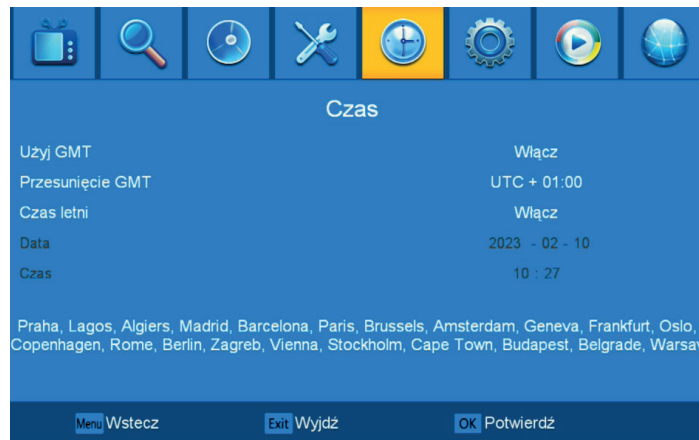 Czas
Użyj GMT Włącz
Przesunięcie GMT UTC + 01:00
Czas letni Włącz
Data 2023 - 02 - 10
Czas 10 : 27
Praha, Lagos, Algiers, Madrid, Barcelona, Paris, Brussels, Amsterdam, Geneva, Frankfurt, Oslo,
Copenhagen, Rome, Berlin, Zagreb, Vienna, Stockholm, Cape Town, Budapest, Belgrade, Warsaw
Menu Wstecz Exit Wyjdź OK Potwierdź